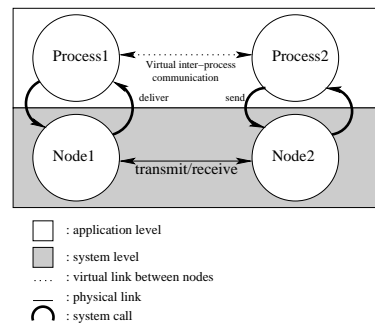 Process1
Process2
Virtual inter-process
communication
deliver
send
Node1
Node2
transmit/receive
: application level
: system level
: virtual link between nodes
: physical link
: system call